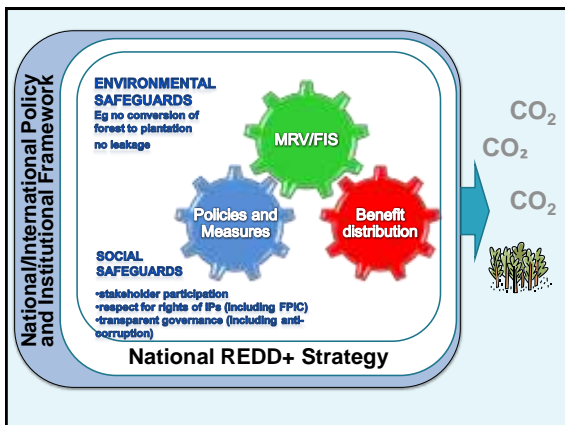 National/International Policy
and Institutional Framework
ENVIRONMENTAL
SAFEGUARDS
Eg no conversion of
forest to plantation
no leakage
MRV/FIS
Policies and
Measures
Benefit
distribution
SOCIAL
SAFEGUARDS
•stakeholder participation
•respect for rights of IPs (including FPIC)
•transparent governance (including anti-
corruption)
National REDD+ Strategy
CO2
CO2
CO2